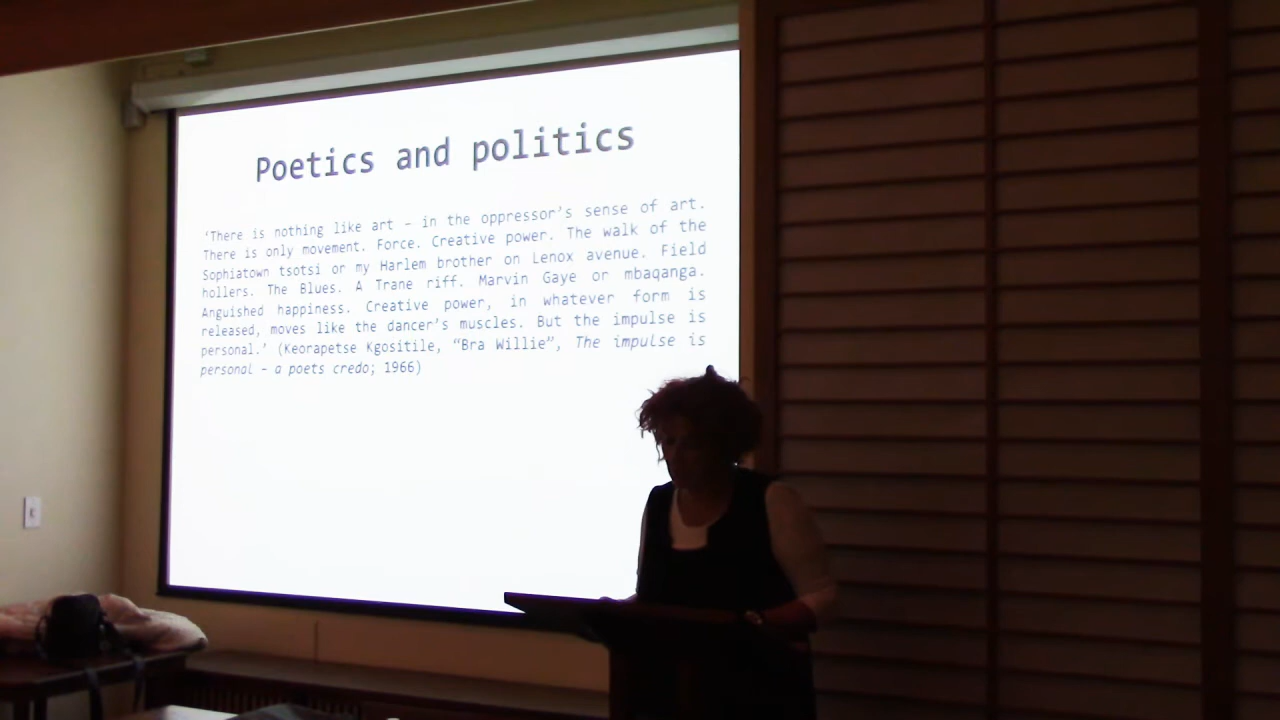 Poetics and politics
‘There is nothing like art – in the oppressor’s sense of art.
There is only movement. Force. Creative power. The walk of the
Sophiatown tsotsi or my Harlem brother on Lenox avenue. Field
hollers. The Blues. A Trane riff. Marvin Gaye or mbaqanga.
Anguished happiness. Creative power, in whatever form is
released, moves like the dancer’s muscles. But the impulse is
personal.’ (Keorapetse Kgositile, “Bra Willie”, The impulse is
personal - a poets credo; 1966)